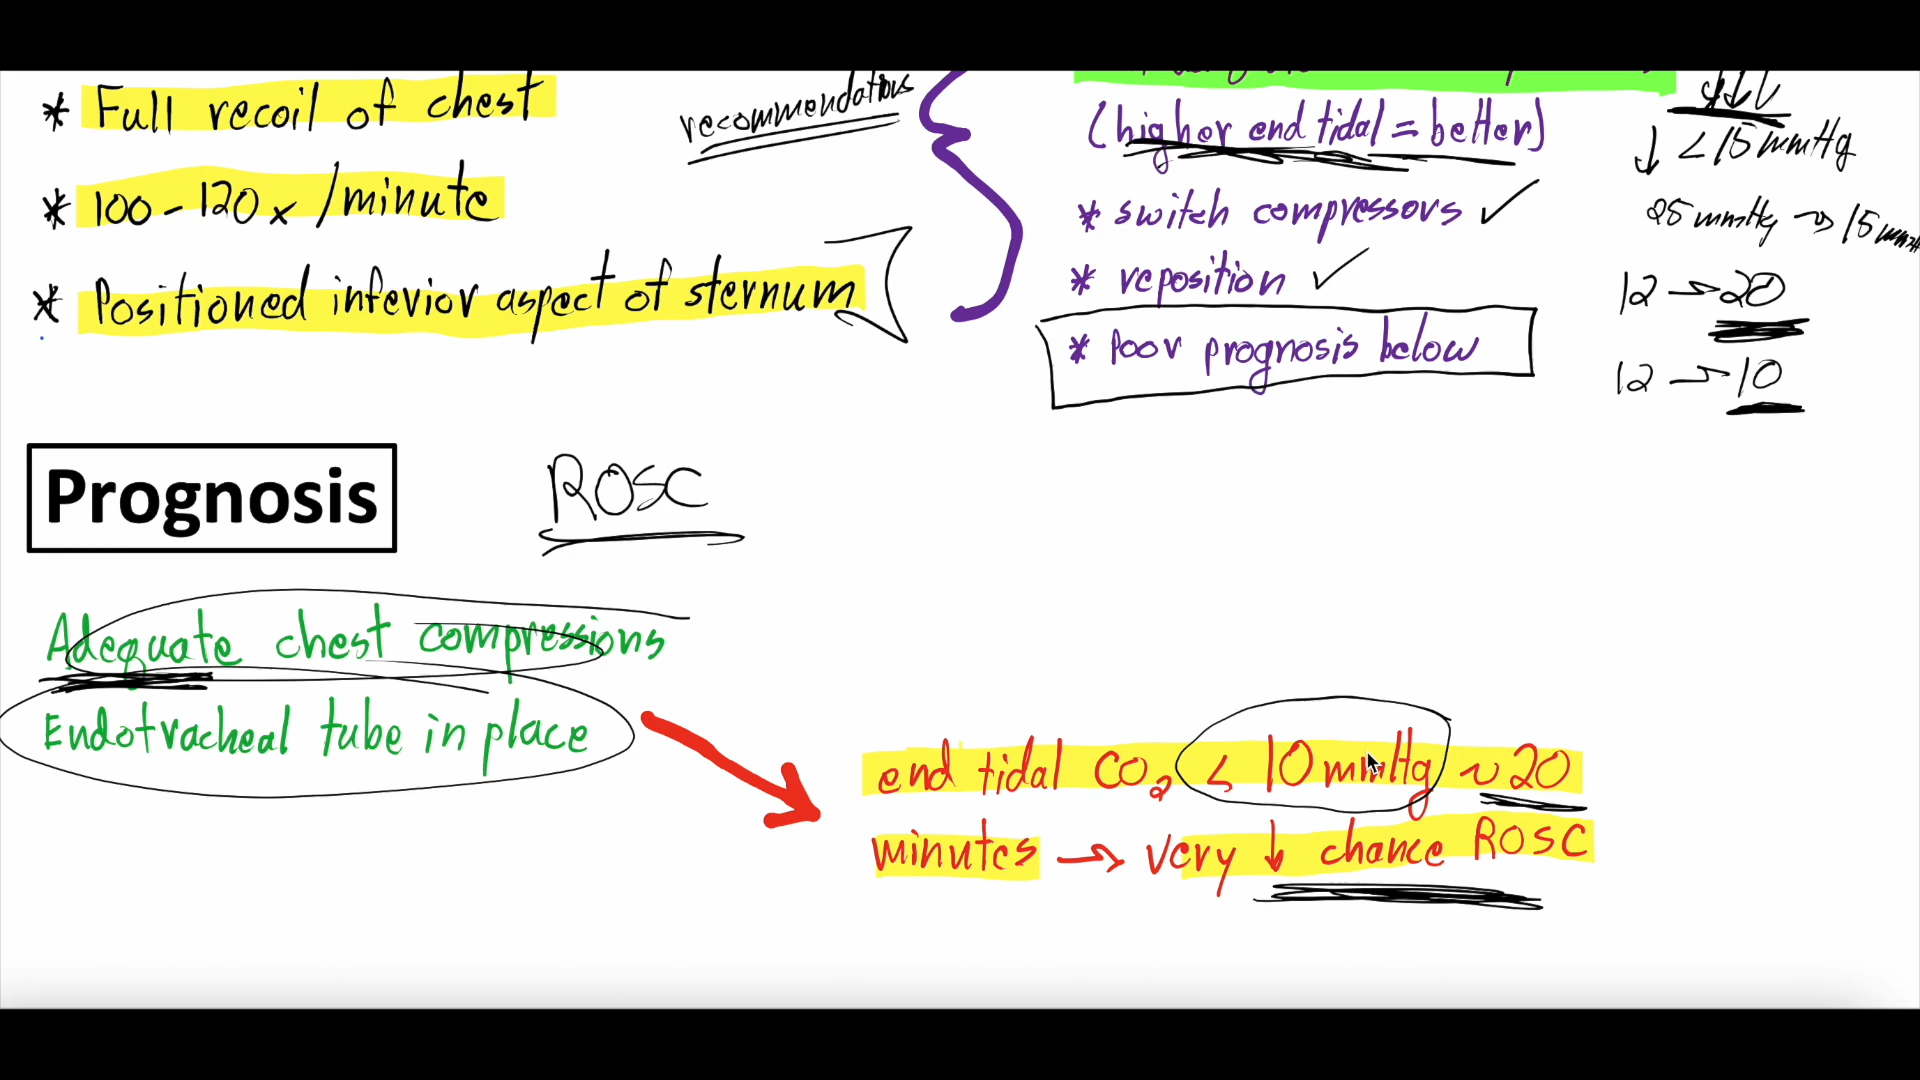 * Full recoil of chest
* 100-120x/minute
* Positioned inferior aspect of sternum
recommendations
(higher end tidal = better)
* switch compressors ✓
* reposition ✓
* Poor prognosis below
↓ <15 mmHg
25 mmHg → 15 mmH
12 → 20
12 → 10
Prognosis
ROSC
Adequate chest compressions
Endotracheal tube in place
end tidal CO₂ < 10 mmHg ~20
minutes → very ↓ chance ROSC